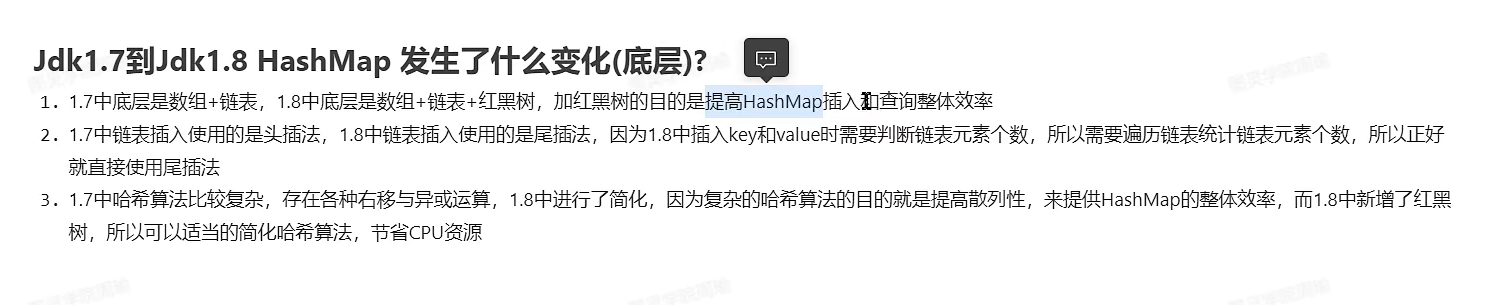 Jdk1.7到Jdk1.8 HashMap 发生了什么变化(底层)?
1. 1.7中底层是数组+链表，1.8中底层是数组+链表+红黑树，加红黑树的目的是提高HashMap插入和查询整体效率
2. 1.7中链表插入使用的是头插法，1.8中链表插入使用的是尾插法，因为1.8中插入key和value时需要判断链表元素个数，所以需要遍历链表统计链表元素个数，所以正好
就直接使用尾插法
3. 1.7中哈希算法比较复杂，存在各种右移与异或运算，1.8中进行了简化，因为复杂的哈希算法的目的就是提高散列性，来提供HashMap的整体效率，而1.8中新增了红黑
树，所以可以适当的简化哈希算法，节省CPU资源